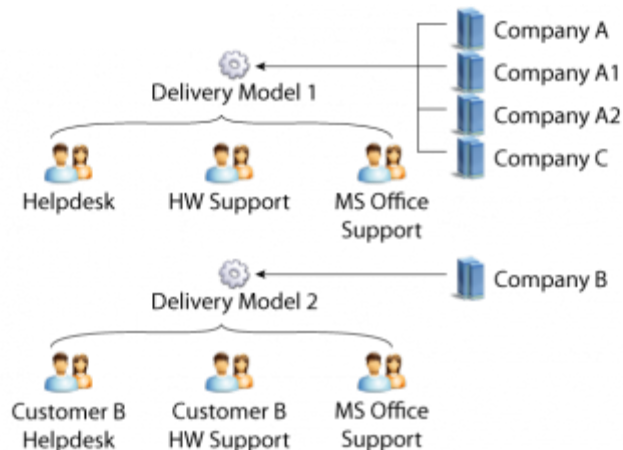 Company A
Company A1
Delivery Model 1
Company A2
Company C
Helpdesk
HW Support
MS Office
Support
Company B
Delivery Model 2
Customer B
Helpdesk
Customer B
HW Support
MS Office
Support